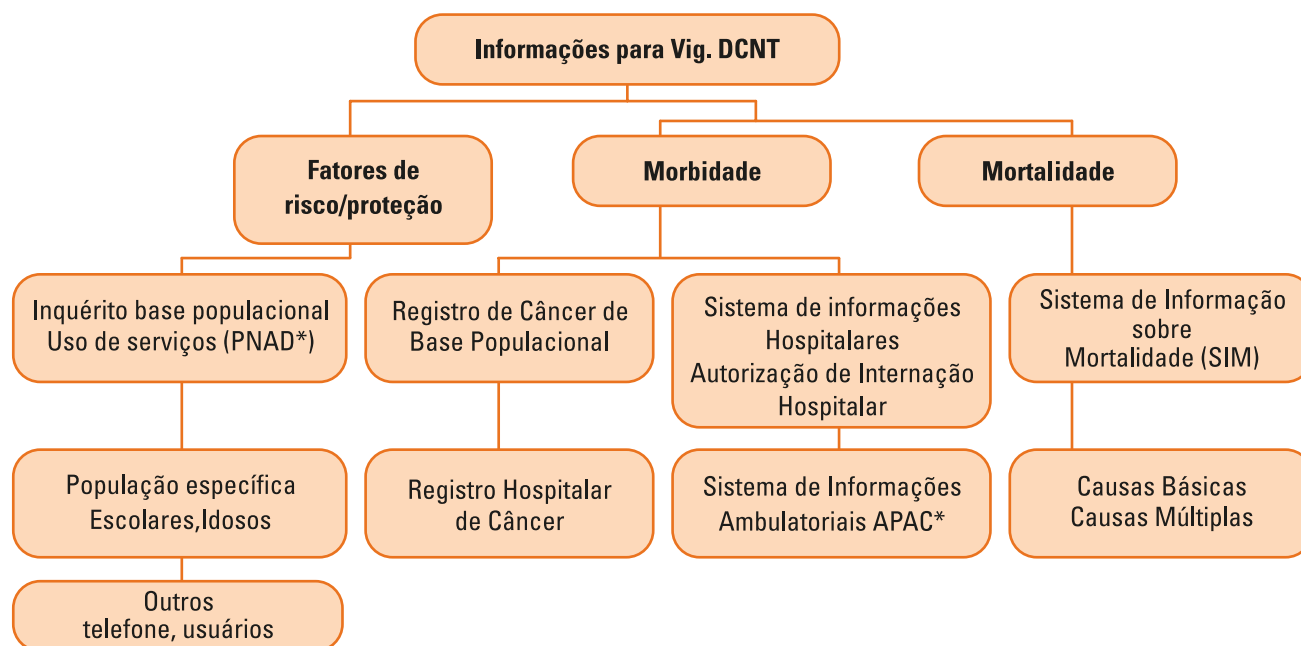 Informações para Vig. DCNT
Fatores de
risco/proteção
Morbidade
Mortalidade
Inquérito base populacional
Uso de serviços (PNAD*)
Registro de Câncer de
Base Populacional
Sistema de informações
Hospitalares
Autorização de Internação
Hospitalar
Sistema de Informação
sobre
Mortalidade (SIM)
População específica
Escolares,Idosos
Registro Hospitalar
de Câncer
Sistema de Informações
Ambulatoriais APAC*
Causas Básicas
Causas Múltiplas
Outros
telefone, usuários